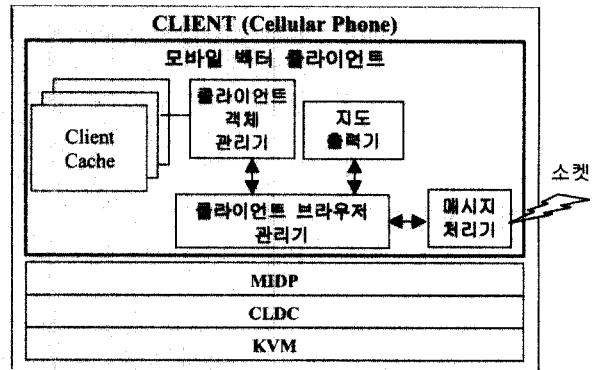 CLIENT (Cellular Phone)
모바일 벡터 클라이언트
클라이언트
객체
관리기
지도
출력기
Client
Cache
소켓
클라이언트 브라우저
관리기
메시지
처리기
MIDP
CLDC
KVM